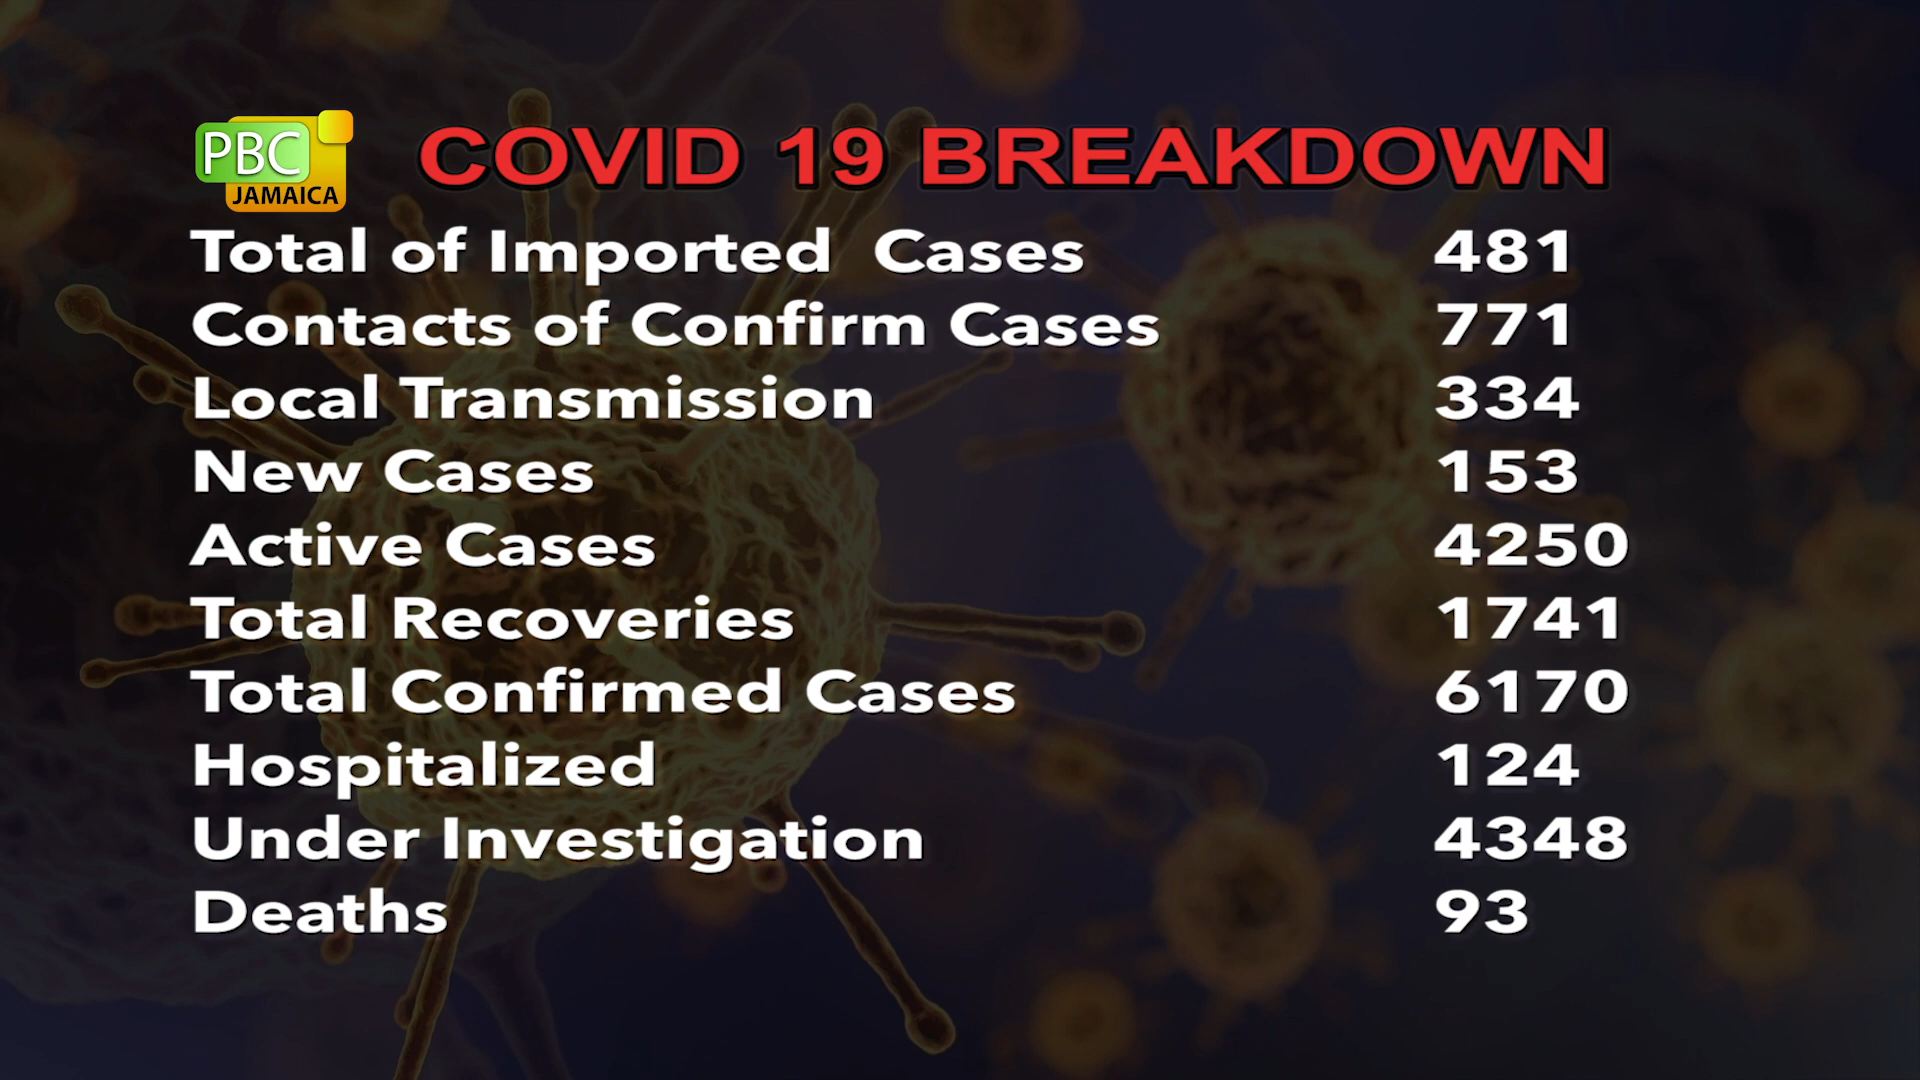 PBC
JAMAICA
COVID 19 BREAKDOWN
Total of Imported Cases 481
Contacts of Confirm Cases 771
Local Transmission 334
New Cases 153
Active Cases 4250
Total Recoveries 1741
Total Confirmed Cases 6170
Hospitalized 124
Under Investigation 4348
Deaths 93